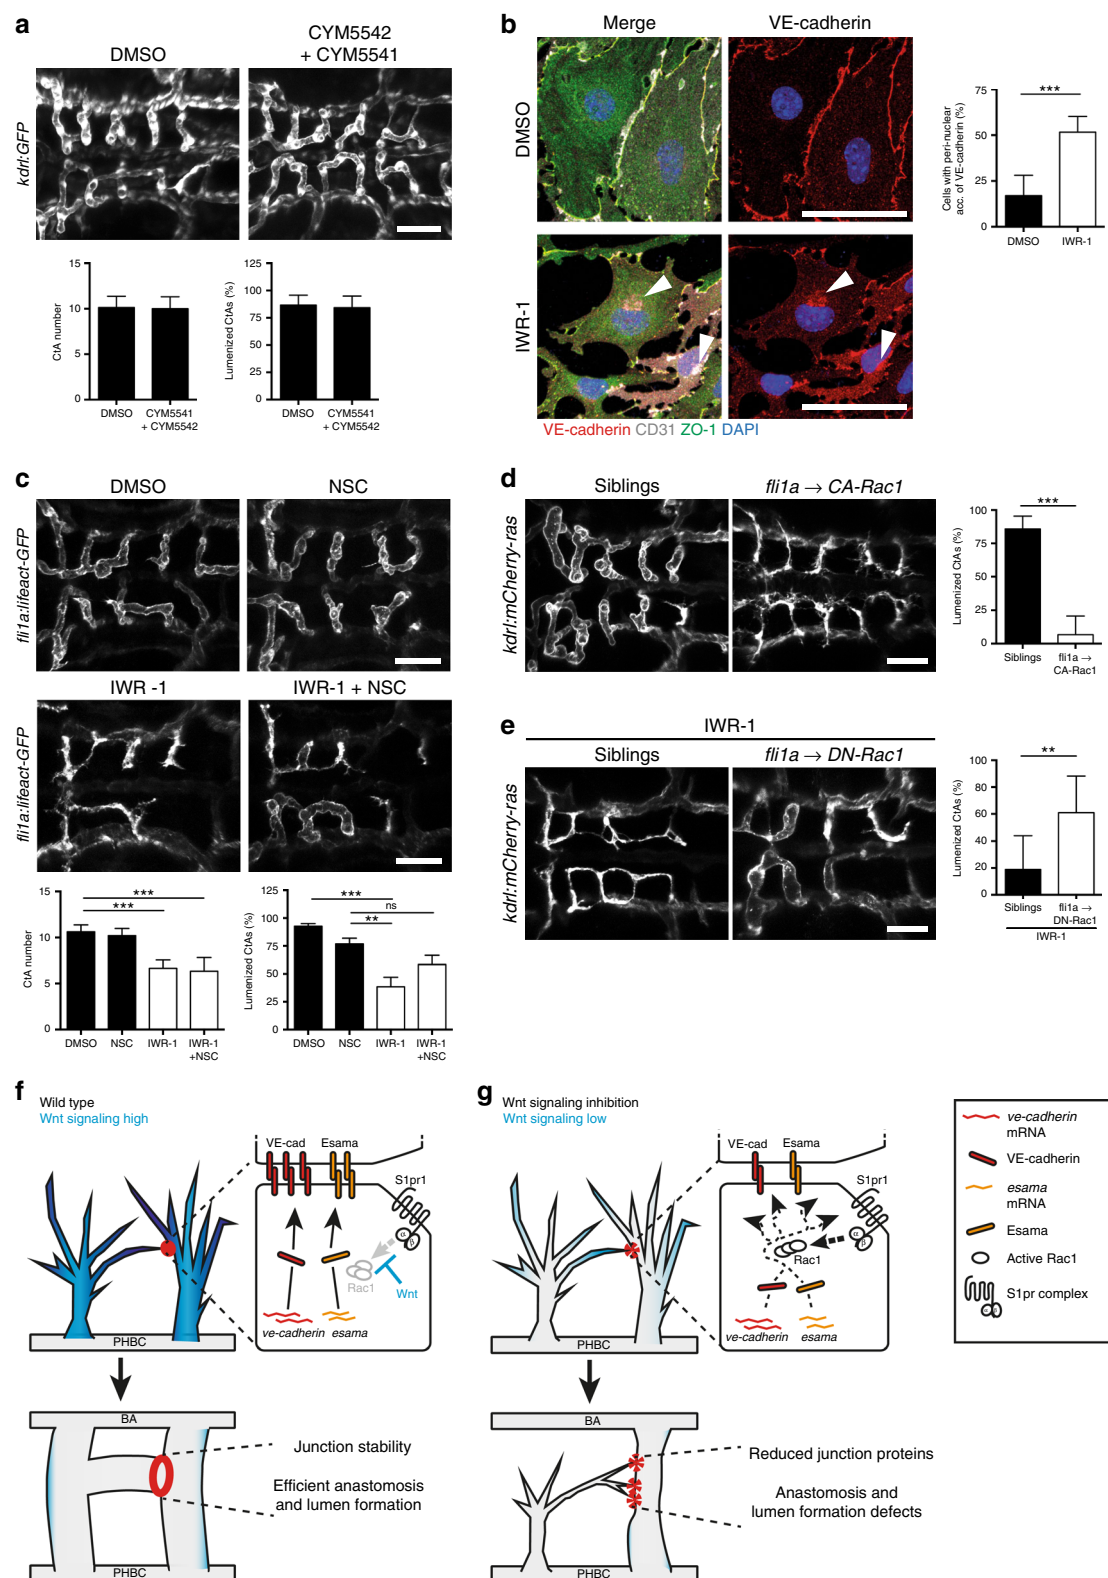 a
DMSO
CYM5542
+ CYM5541
kdrl:GFP
CtA number
15
10
5
0
DMSO
CYM5541
+ CYM5542
Lumenized CtAs (%)
125
100
75
50
25
0
DMSO
CYM5541
+ CYM5542
b
Merge
VE-cadherin
DMSO
IWR-1
VE-cadherin CD31 ZO-1 DAPI
Cells with peri-nuclear
acc. of VE-cadherin (%)
75
50
25
0
***
DMSO
IWR-1
c
DMSO
NSC
fli1a:lifeact-GFP
IWR -1
IWR-1 + NSC
fli1a:lifeact-GFP
CtA number
15
10
5
0
***
***
DMSO
NSC
IWR-1
IWR-1
+NSC
Lumenized CtAs (%)
125
100
75
50
25
0
***
ns
**
DMSO
NSC
IWR-1
IWR-1
+NSC
d
Siblings
fli1a → CA-Rac1
kdrl:mCherry-ras
Lumenized CtAs (%)
100
75
50
25
0
***
Siblings
fli1a →
CA-Rac1
e
IWR-1
Siblings
fli1a → DN-Rac1
kdrl:mCherry-ras
Lumenized CtAs (%)
100
80
60
40
20
0
**
Siblings
fli1a →
DN-Rac1
IWR-1
f
Wild type
Wnt signaling high
VE-cad
Esama
S1pr1
α
β
Rac1
Wnt
ve-cadherin
esama
PHBC
BA
Junction stability
Efficient anastomosis
and lumen formation
PHBC
g
Wnt signaling inhibition
Wnt signaling low
VE-cad
Esama
S1pr1
α
β
Rac1
ve-cadherin
esama
PHBC
BA
Reduced junction proteins
Anastomosis and
lumen formation defects
PHBC
ve-cadherin
mRNA
VE-cadherin
esama
mRNA
Esama
Active Rac1
S1pr complex
α
β